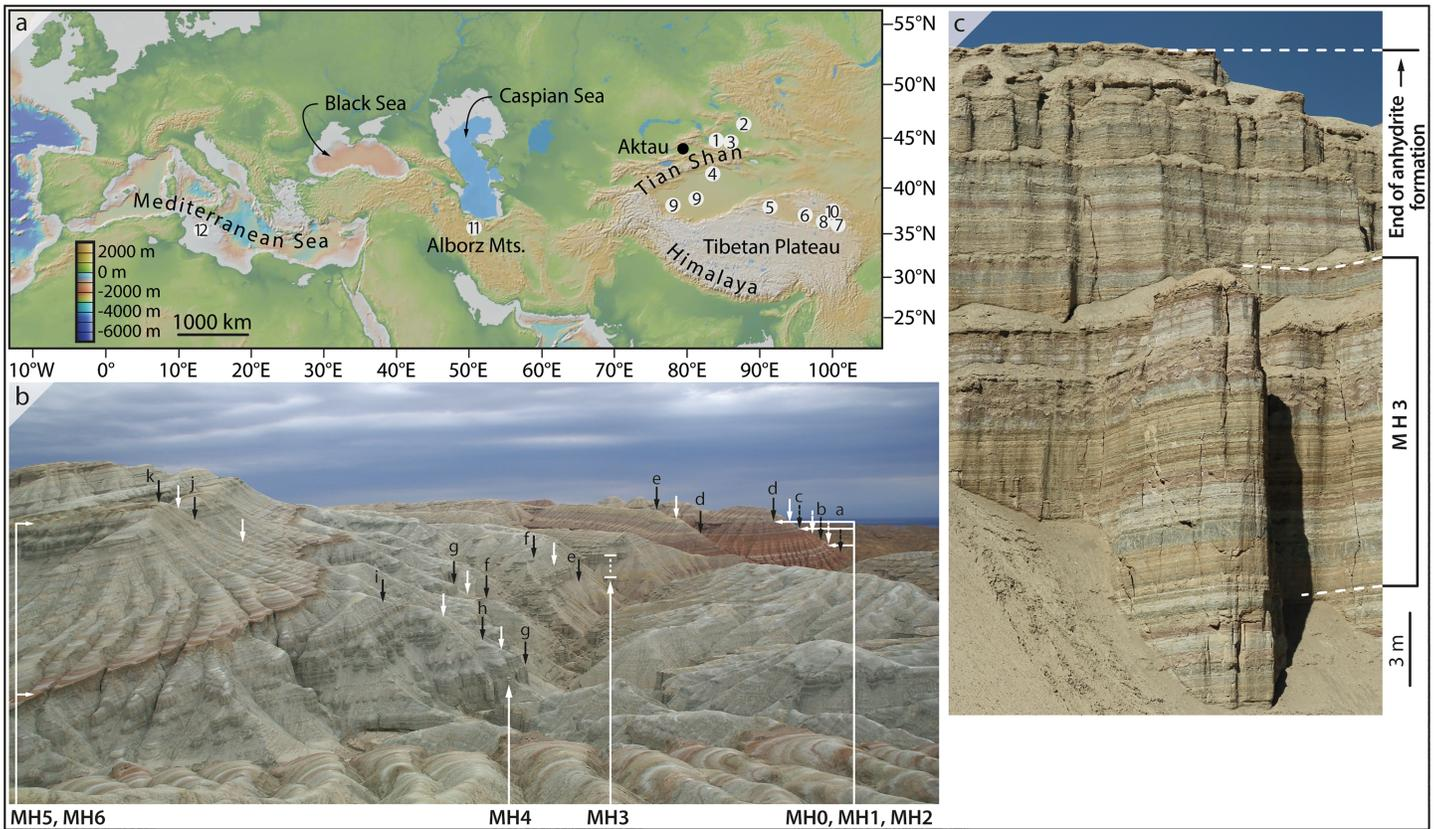 a
55°N
50°N
45°N
40°N
35°N
30°N
25°N
Black Sea
Caspian Sea
Aktau
Tian Shan
1
2
3
4
5
6
7
8
9
9
10
11
12
Mediterranean Sea
Alborz Mts.
Tibetan Plateau
Himalaya
2000 m
0 m
-2000 m
-4000 m
-6000 m
1000 km
10°W
0°
10°E
20°E
30°E
40°E
50°E
60°E
70°E
80°E
90°E
100°E
b
k
j
i
g
f
h
g
f
e
e
d
d
c
b
a
MH5, MH6
MH4
MH3
MH0, MH1, MH2
c
End of anhydrite
formation
MH3
3 m